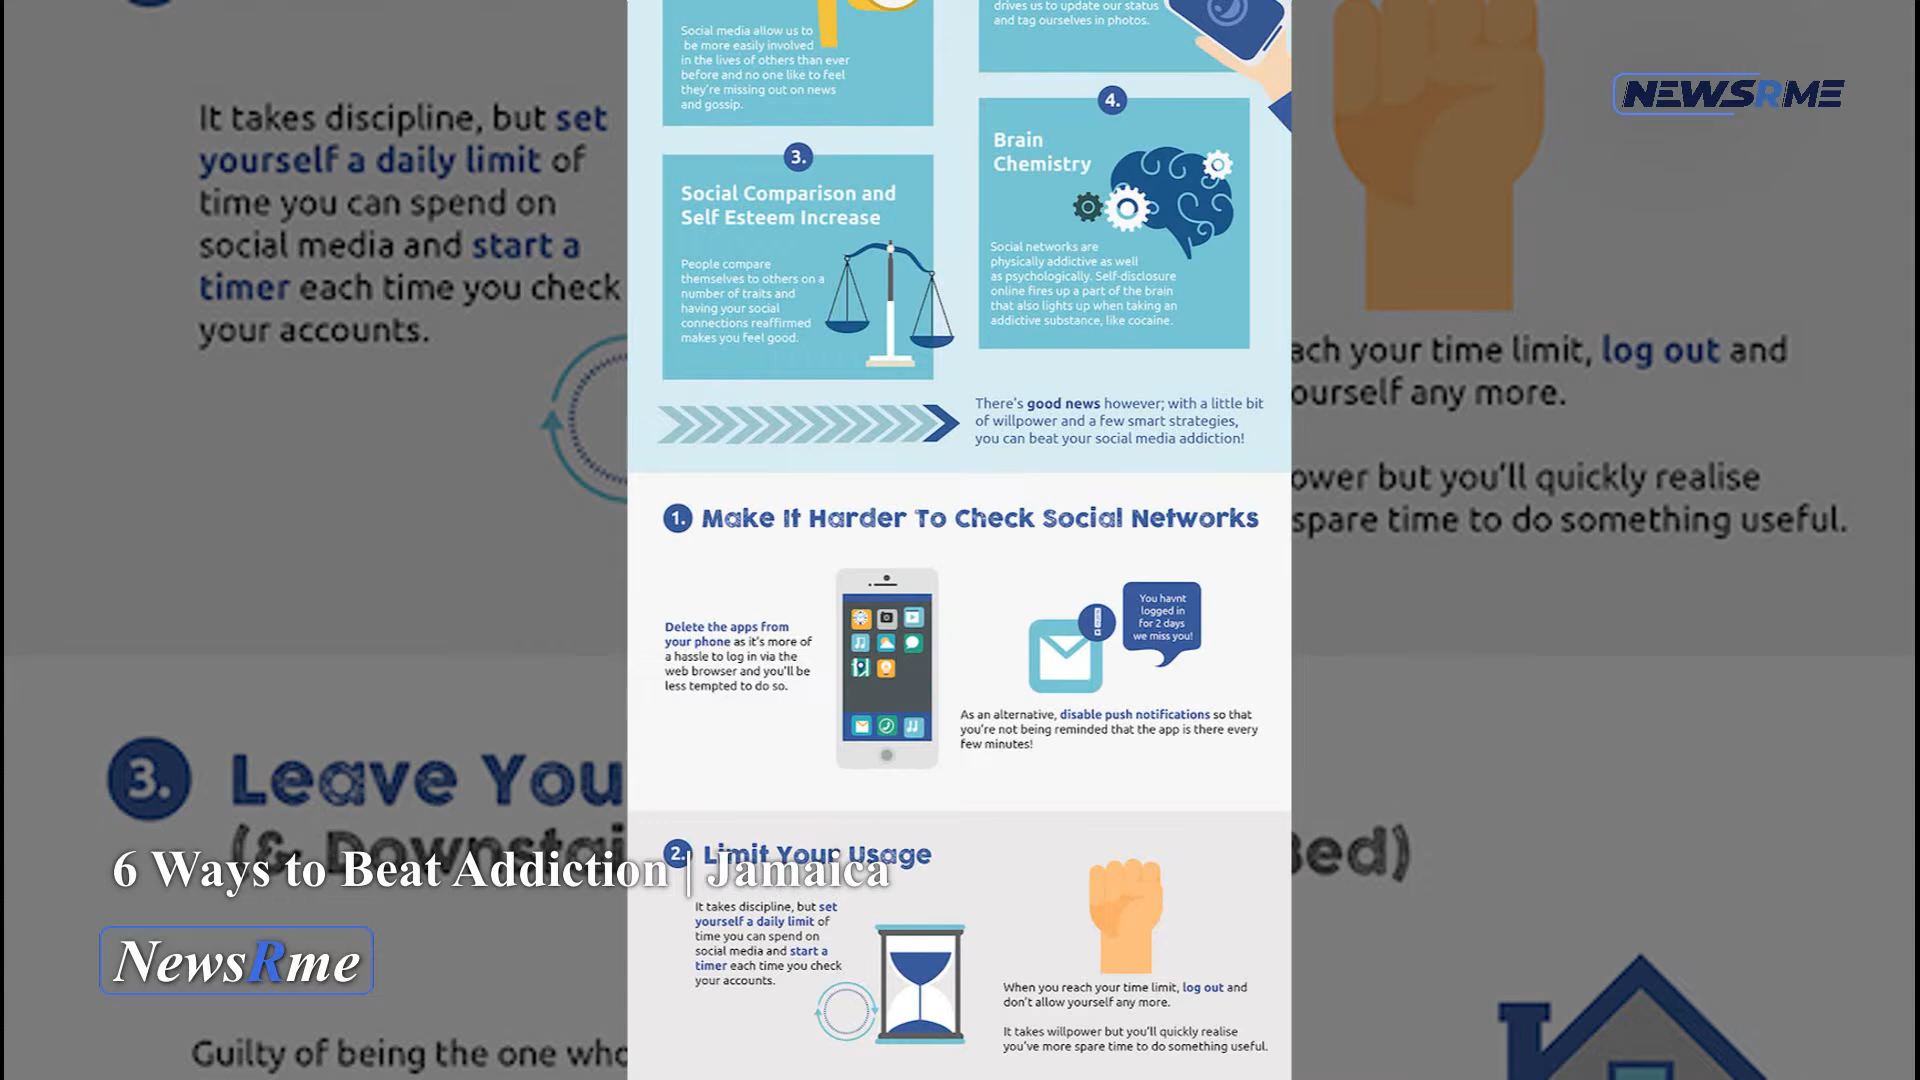 drives us to update our status
and tag ourselves in photos.
Social media allow us to
be more easily involved
in the lives of others than ever
before and no one like to feel
they're missing out on news
and gossip.
NEWSRME
It takes discipline, but set
yourself a daily limit of
time you can spend on
social media and start a
timer each time you check
your accounts.
3.
Social Comparison and
Self Esteem Increase
People compare
themselves to others on a
number of traits and
having your social
connections reaffirmed
makes you feel good.
4.
Brain
Chemistry
Social networks are
physically addictive as well
as psychologically. Self-disclosure
online fires up a part of the brain
that also lights up when taking an
addictive substance, like cocaine.
ach your time limit, log out and
ourself any more.
ower but you'll quickly realise
spare time to do something useful.
There's good news however; with a little bit
of willpower and a few smart strategies,
you can beat your social media addiction!
1. Make It Harder To Check Social Networks
Delete the apps from
your phone as it's more of
a hassle to log in via the
web browser and you'll be
less tempted to do so.
You havnt
logged in
for 2 days
we miss you!
As an alternative, disable push notifications so that
you're not being reminded that the app is there every
few minutes!
3. Leave You
(& Downstai
Bed)
2. Limit Your Usage
6 Ways to Beat Addiction | Jamaica
It takes discipline, but set
yourself a daily limit of
time you can spend on
social media and start a
timer each time you check
your accounts.
When you reach your time limit, log out and
don't allow yourself any more.
It takes willpower but you'll quickly realise
you've more spare time to do something useful.
NewsRme
Guilty of being the one who